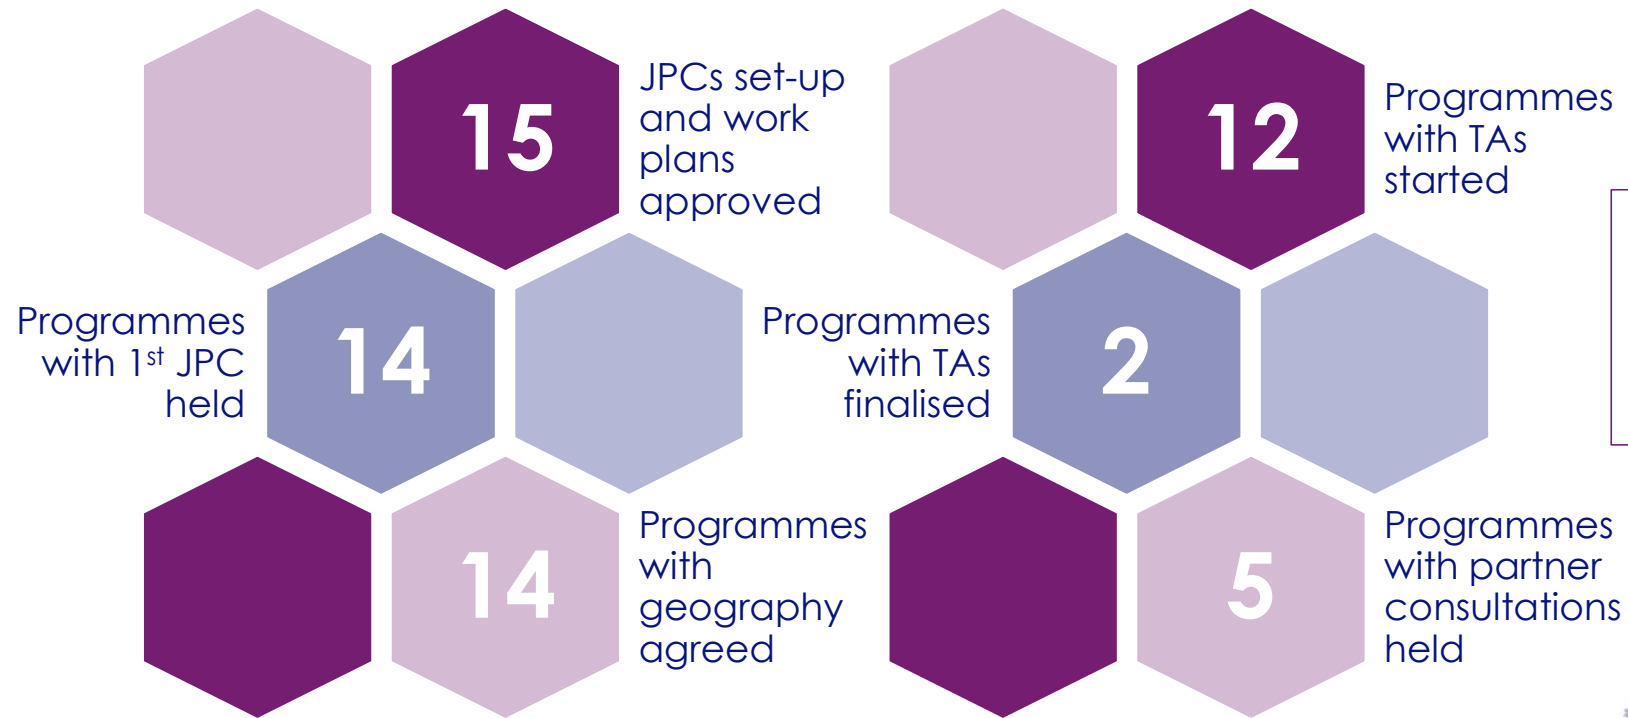 15
JPCs set-up
and work
plans
approved
Programmes
with 1st JPC
held
14
14
Programmes
with
geography
agreed
12
Programmes
with TAs
started
Programmes
with TAs
finalised
2
5
Programmes
with partner
consultations
held